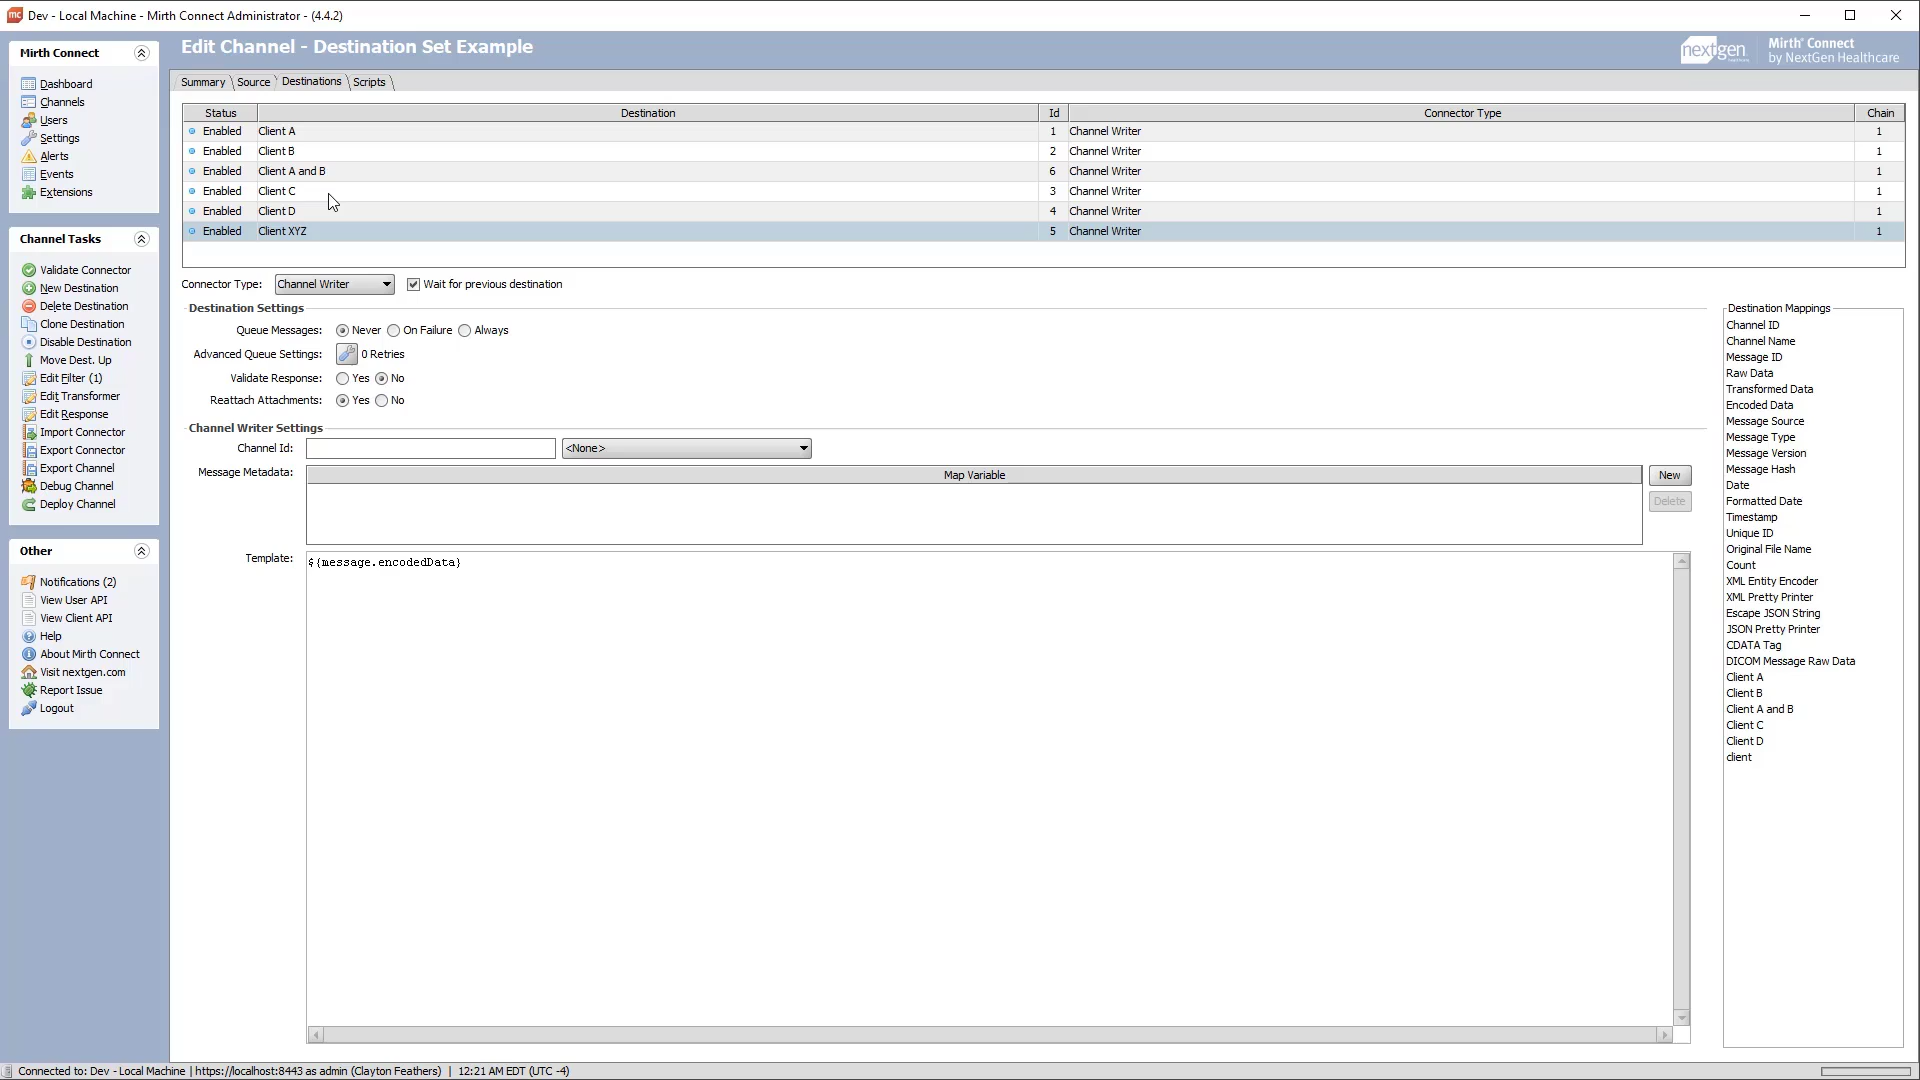 mc Dev - Local Machine - Mirth Connect Administrator - (4.4.2)
Mirth Connect
Dashboard
Channels
Users
Settings
Alerts
Events
Extensions
Channel Tasks
Validate Connector
New Destination
Delete Destination
Clone Destination
Disable Destination
Move Dest. Up
Edit Filter (1)
Edit Transformer
Edit Response
Import Connector
Export Connector
Export Channel
Debug Channel
Deploy Channel
Other
Notifications (2)
View User API
View Client API
Help
About Mirth Connect
Visit nextgen.com
Report Issue
Logout
Edit Channel - Destination Set Example
nextgen
Mirth® Connect
by NextGen Healthcare
Summary Source Destinations Scripts
Status Destination Id Connector Type Chain
Enabled Client A 1 Channel Writer 1
Enabled Client B 2 Channel Writer 1
Enabled Client A and B 6 Channel Writer 1
Enabled Client C 3 Channel Writer 1
Enabled Client D 4 Channel Writer 1
Enabled Client XYZ 5 Channel Writer 1
Connector Type: Channel Writer Wait for previous destination
Destination Settings
Queue Messages: Never On Failure Always
Advanced Queue Settings: 0 Retries
Validate Response: Yes No
Reattach Attachments: Yes No
Channel Writer Settings
Channel Id: <None>
Message Metadata: Map Variable New
Delete
Template: ${message.encodedData}
Destination Mappings
Channel ID
Channel Name
Message ID
Raw Data
Transformed Data
Encoded Data
Message Source
Message Type
Message Version
Message Hash
Date
Formatted Date
Timestamp
Unique ID
Original File Name
Count
XML Entity Encoder
XML Pretty Printer
Escape JSON String
JSON Pretty Printer
CDATA Tag
DICOM Message Raw Data
Client A
Client B
Client A and B
Client C
Client D
client
Connected to: Dev - Local Machine | https://localhost:8443 as admin (Clayton Feathers) | 12:21 AM EDT (UTC -4)